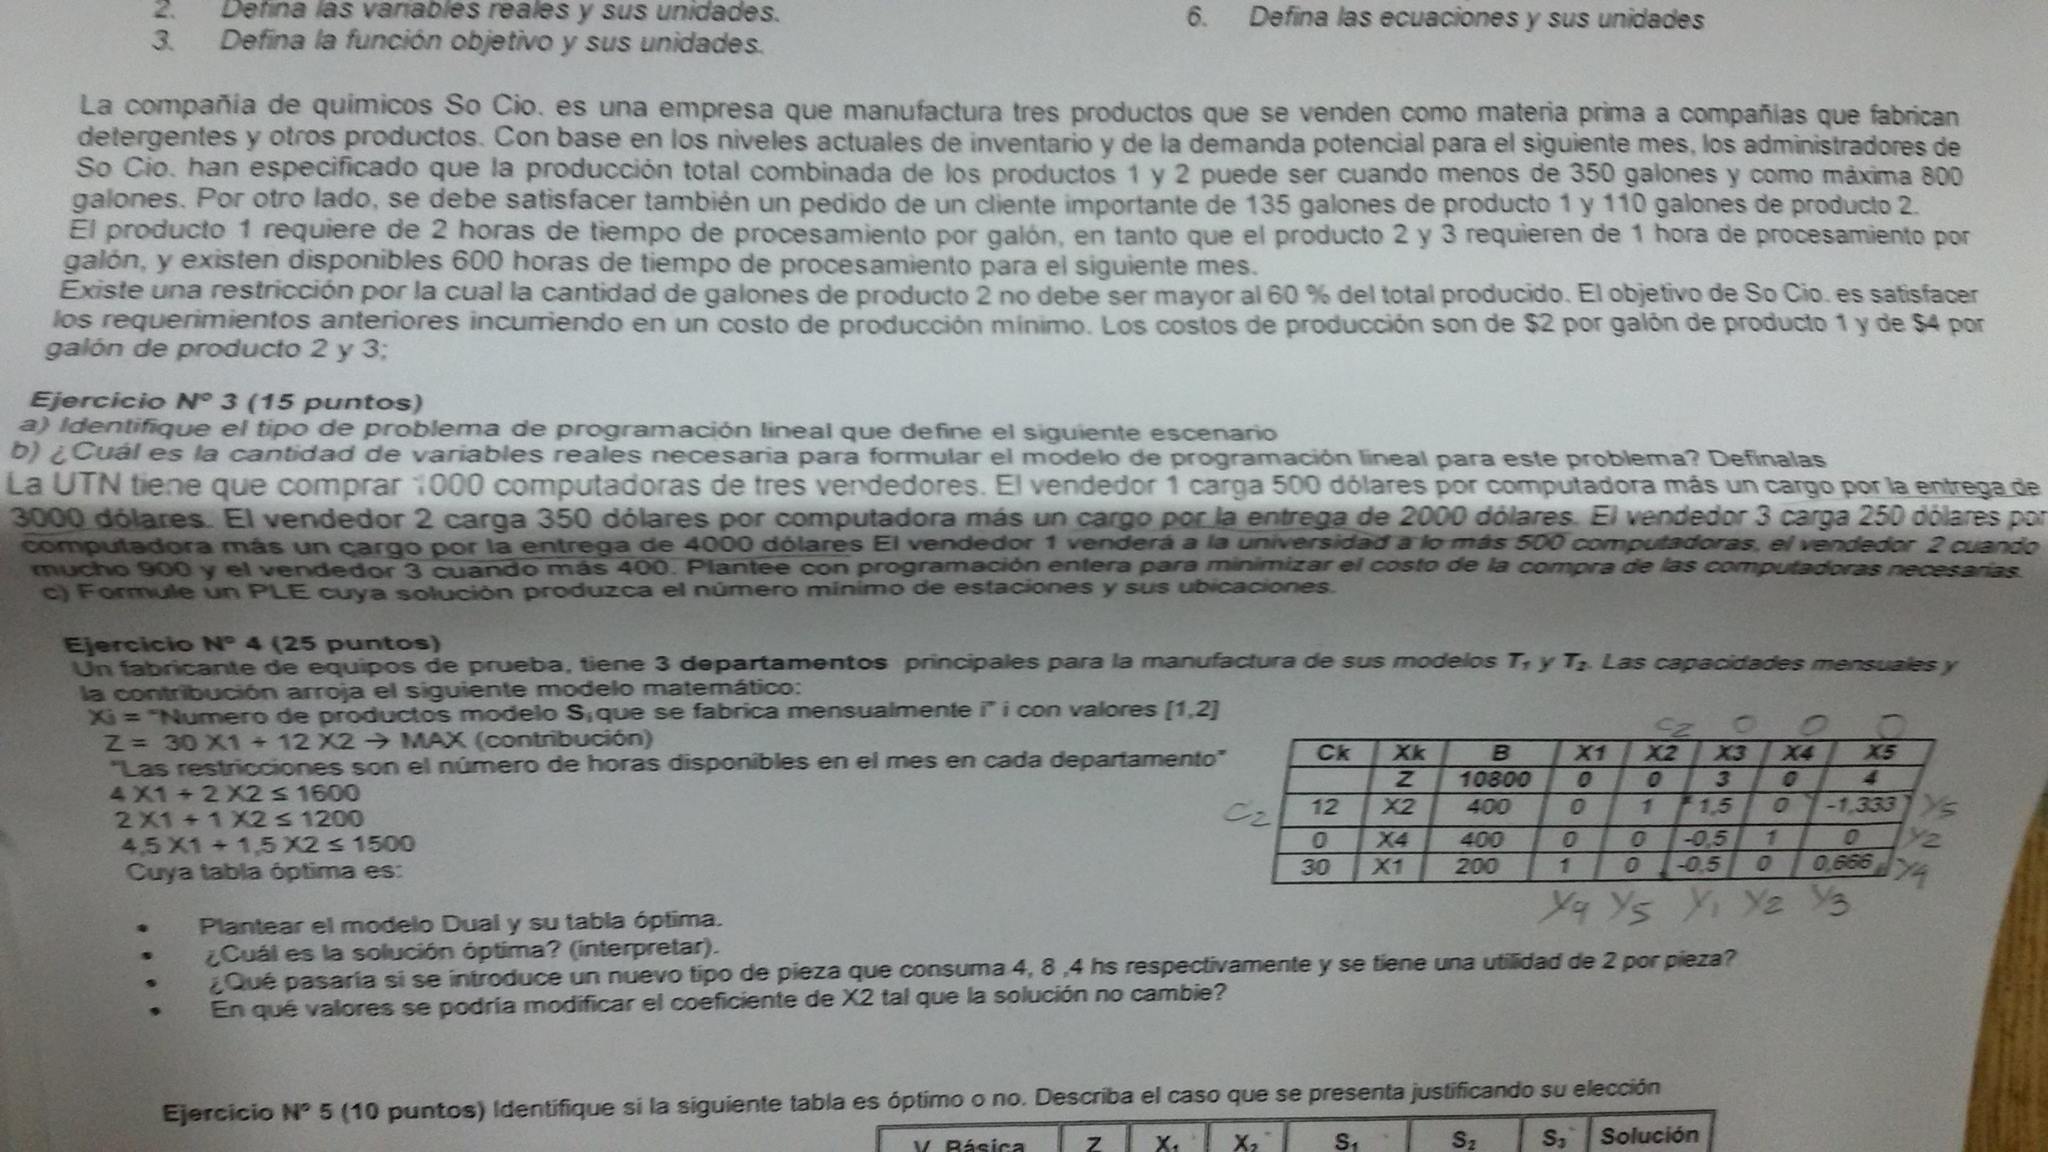 2. Defina las variables reales y sus unidades.
6. Defina las ecuaciones y sus unidades
3. Defina la función objetivo y sus unidades.
La compañía de químicos So Cio. es una empresa que manufactura tres productos que se venden como materia prima a compañías que fabrican
detergentes y otros productos. Con base en los niveles actuales de inventario y de la demanda potencial para el siguiente mes, los administradores de
So Cio. han especificado que la producción total combinada de los productos 1 y 2 puede ser cuando menos de 350 galones y como máxima 800
galones. Por otro lado, se debe satisfacer también un pedido de un cliente importante de 135 galones de producto 1 y 110 galones de producto 2.
El producto 1 requiere de 2 horas de tiempo de procesamiento por galón, en tanto que el producto 2 y 3 requieren de 1 hora de procesamiento por
galón, y existen disponibles 600 horas de tiempo de procesamiento para el siguiente mes.
Existe una restricción por la cual la cantidad de galones de producto 2 no debe ser mayor al 60 % del total producido. El objetivo de So Cio. es satisfacer
los requerimientos anteriores incurriendo en un costo de producción mínimo. Los costos de producción son de $2 por galón de producto 1 y de $4 por
galón de producto 2 y 3;
Ejercicio Nº 3 (15 puntos)
a) Identifique el tipo de problema de programación lineal que define el siguiente escenario
b) ¿Cuál es la cantidad de variables reales necesaria para formular el modelo de programación lineal para este problema? Definalas
La UTN tiene que comprar 1000 computadoras de tres vendedores. El vendedor 1 carga 500 dólares por computadora más un cargo por la entrega de
3000 dólares. El vendedor 2 carga 350 dólares por computadora más un cargo por la entrega de 2000 dólares. El vendedor 3 carga 250 dólares por
computadora más un cargo por la entrega de 4000 dólares El vendedor 1 venderá a la universidad a lo más 500 computadoras, el vendedor 2 cuando
mucho 900 y el vendedor 3 cuando más 400. Plantee con programación entera para minimizar el costo de la compra de las computadoras necesarias.
c) Formule un PLE cuya solución produzca el número mínimo de estaciones y sus ubicaciones.
Ejercicio Nº 4 (25 puntos)
Un fabricante de equipos de prueba, tiene 3 departamentos principales para la manufactura de sus modelos T₁ y T₂. Las capacidades mensuales y
la contribución arroja el siguiente modelo matemático:
Xi = "Numero de productos modelo Sᵢ que se fabrica mensualmente i" i con valores [1,2]
Z = 30 X1 + 12 X2 → MAX (contribución)
"Las restricciones son el número de horas disponibles en el mes en cada departamento"
4 X1 + 2 X2 ≤ 1600
2 X1 + 1 X2 ≤ 1200
4,5 X1 + 1,5 X2 ≤ 1500
Cuya tabla óptima es:
C2 0 0 0
Ck Xk B X1 X2 X3 X4 X5
Z 10800 0 0 3 0 4
C2 12 X2 400 0 1 1,5 0 -1,333 Y5
0 X4 400 0 0 -0,5 1 0 Y2
30 X1 200 1 0 -0,5 0 0,666 Y4
Y4 Y5 Y1 Y2 Y3
• Plantear el modelo Dual y su tabla óptima.
• ¿Cuál es la solución óptima? (interpretar).
• ¿Qué pasaría si se introduce un nuevo tipo de pieza que consuma 4, 8 ,4 hs respectivamente y se tiene una utilidad de 2 por pieza?
• En qué valores se podría modificar el coeficiente de X2 tal que la solución no cambie?
Ejercicio Nº 5 (10 puntos) Identifique si la siguiente tabla es óptimo o no. Describa el caso que se presenta justificando su elección
V. Básica Z X₁ X₂ S₁ S₂ S₃ Solución